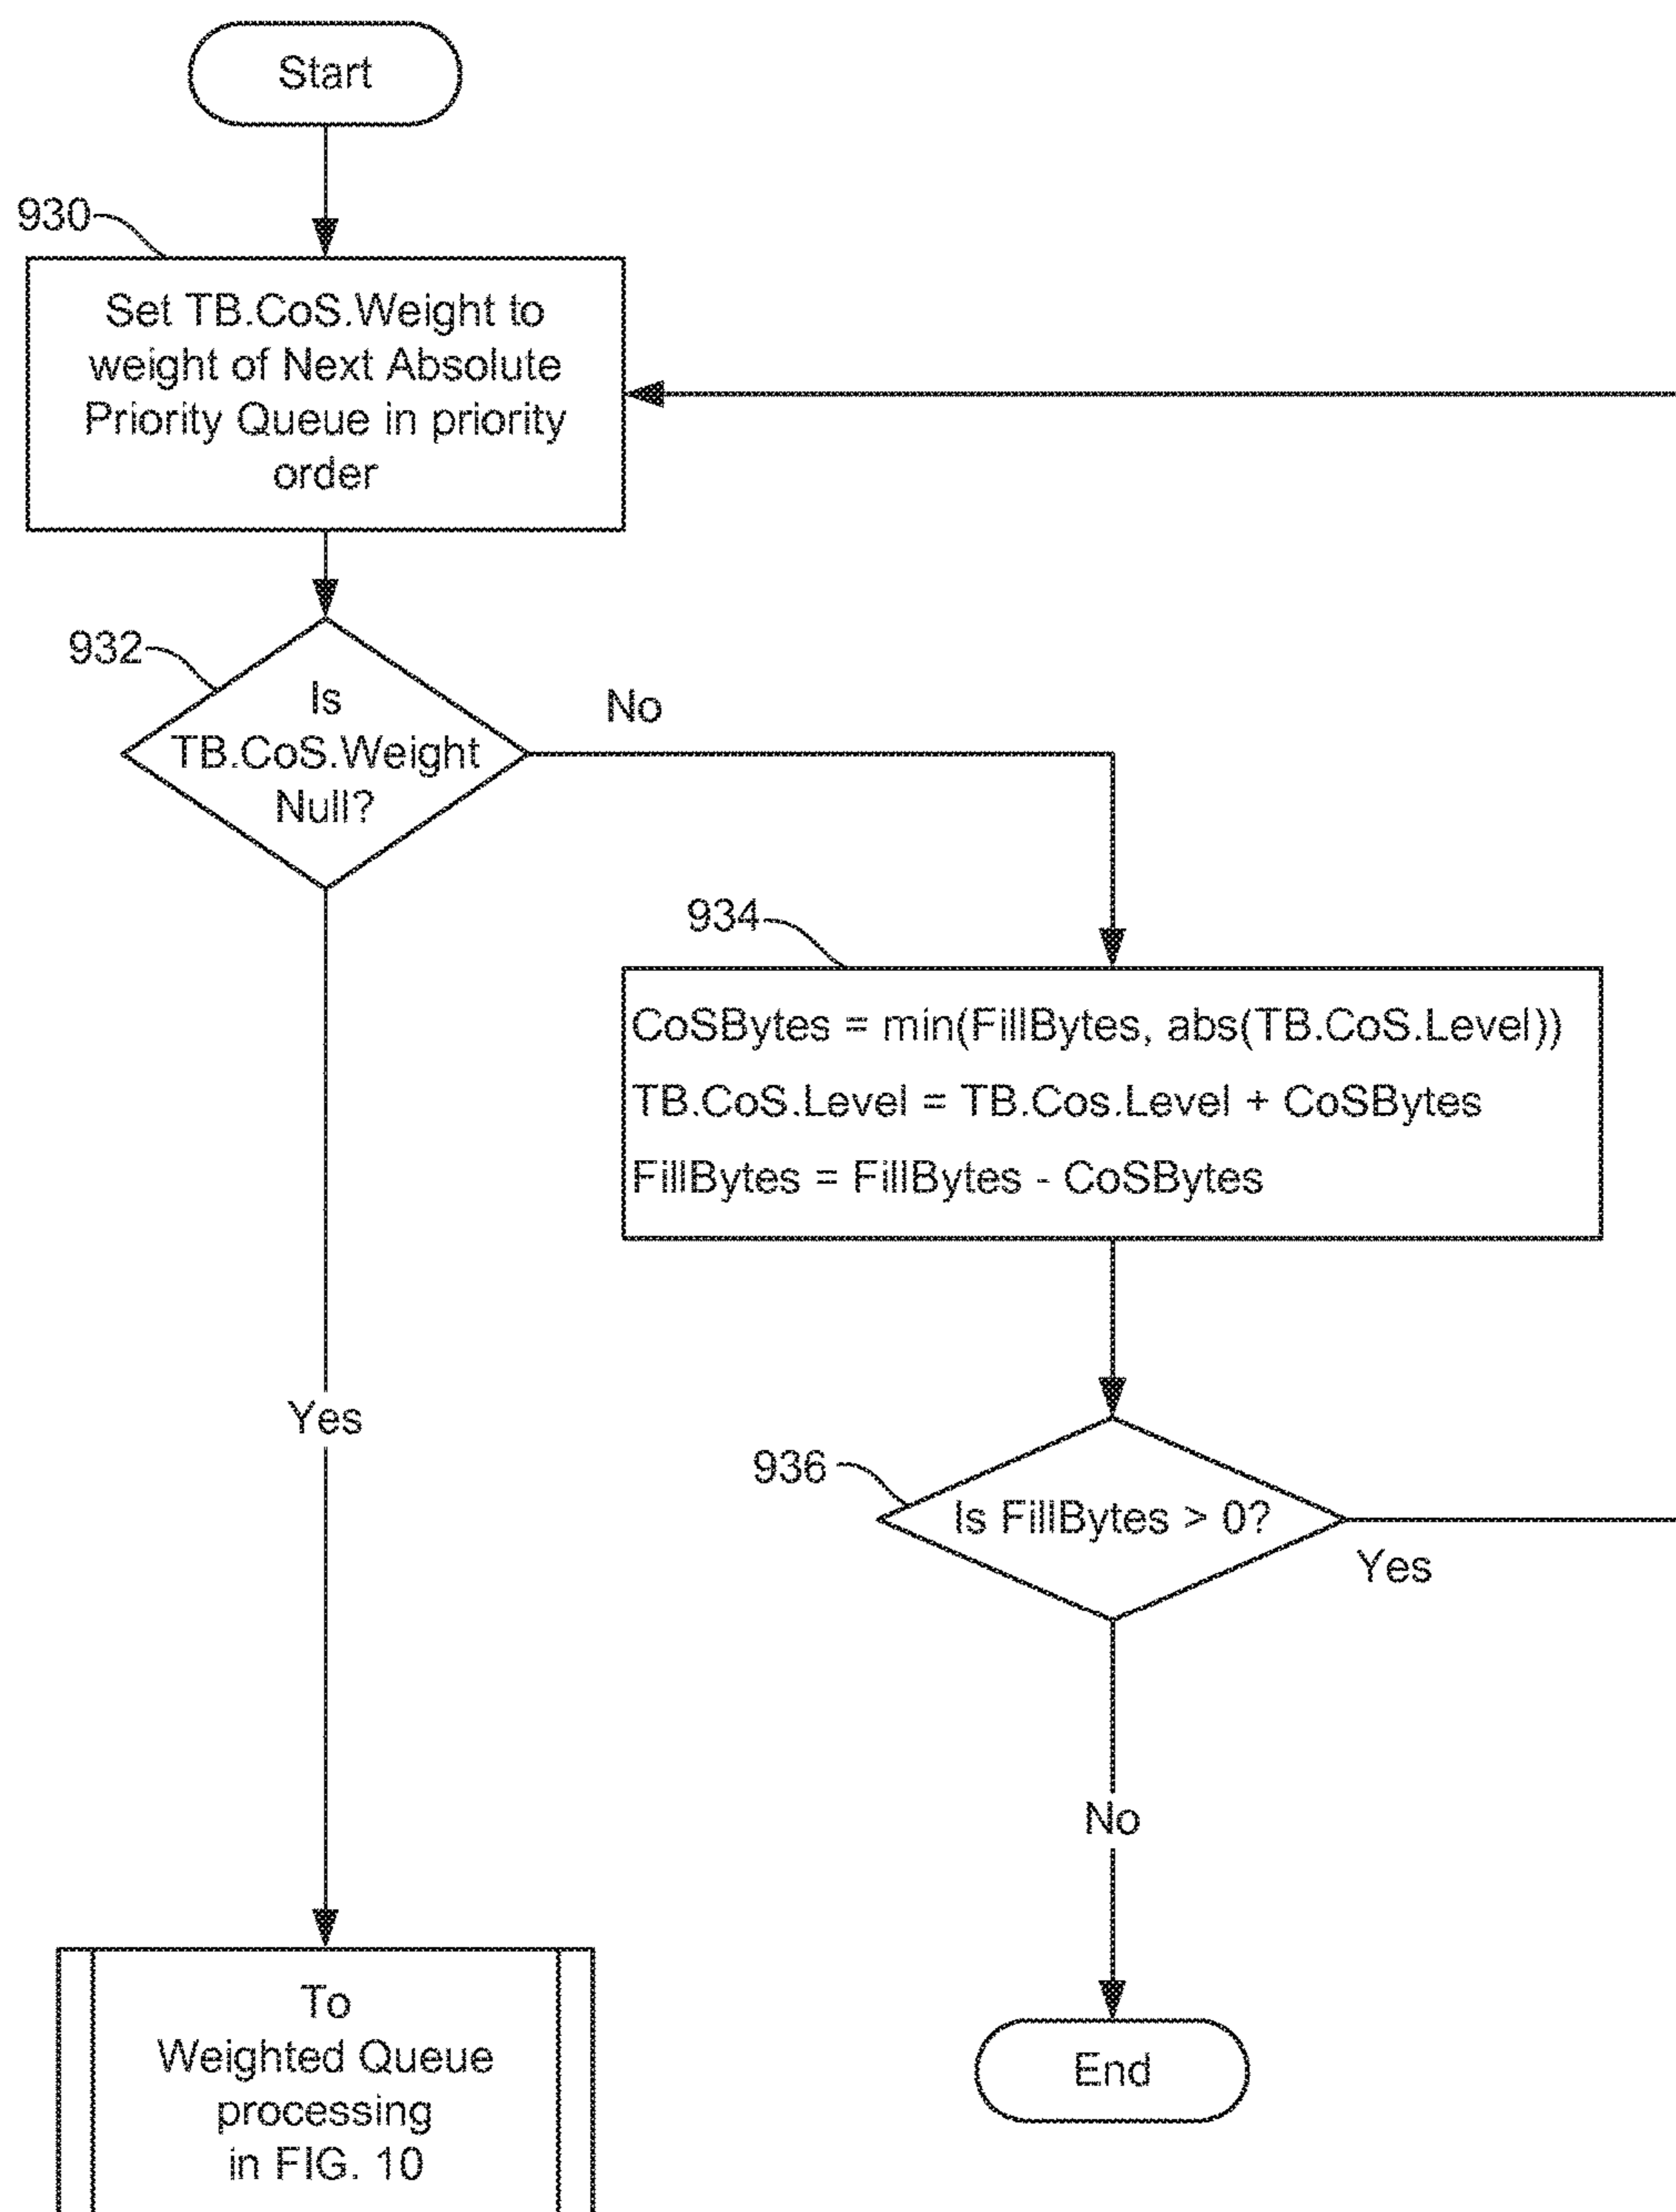 Start
930
Set TB.CoS.Weight to
weight of Next Absolute
Priority Queue in priority
order
932
Is
TB.CoS.Weight
Null?
No
934
CoSBytes = min(FillBytes, abs(TB.CoS.Level))
TB.CoS.Level = TB.Cos.Level + CoSBytes
FillBytes = FillBytes - CoSBytes
Yes
936
Is FillBytes > 0?
Yes
No
To
Weighted Queue
processing
in FIG. 10
End